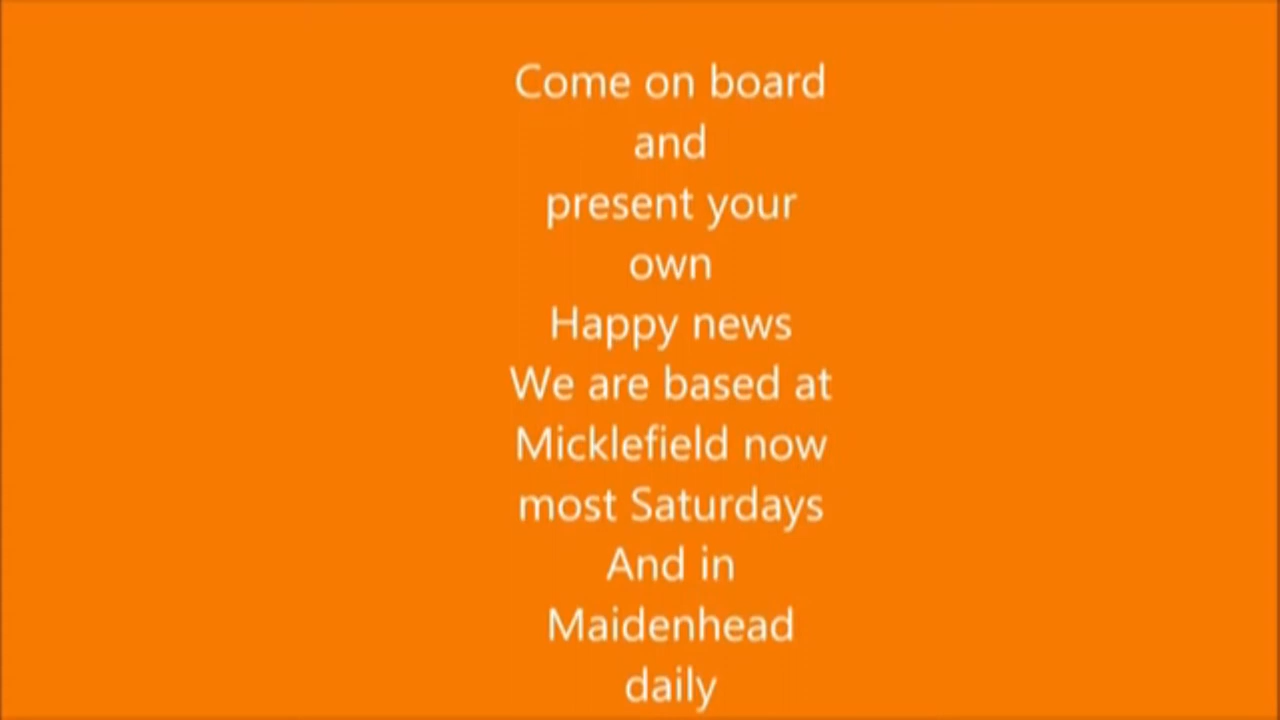 Come on board
and
present your
own
Happy news
We are based at
Micklefield now
most Saturdays
And in
Maidenhead
daily